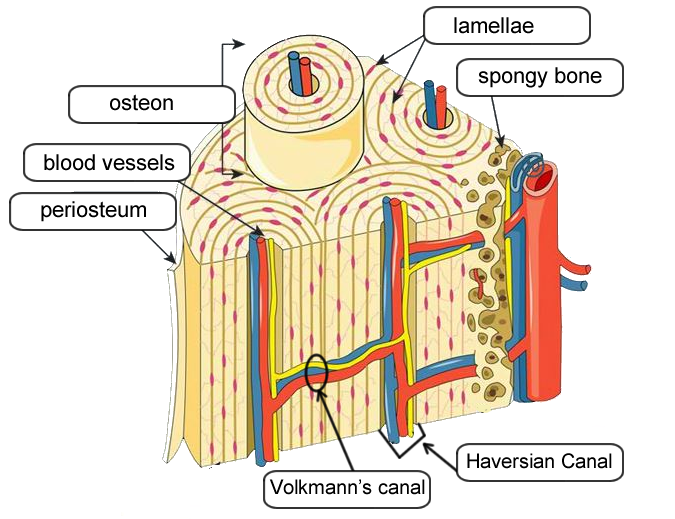 lamellae
spongy bone
osteon
blood vessels
periosteum
Haversian Canal
Volkmann’s canal